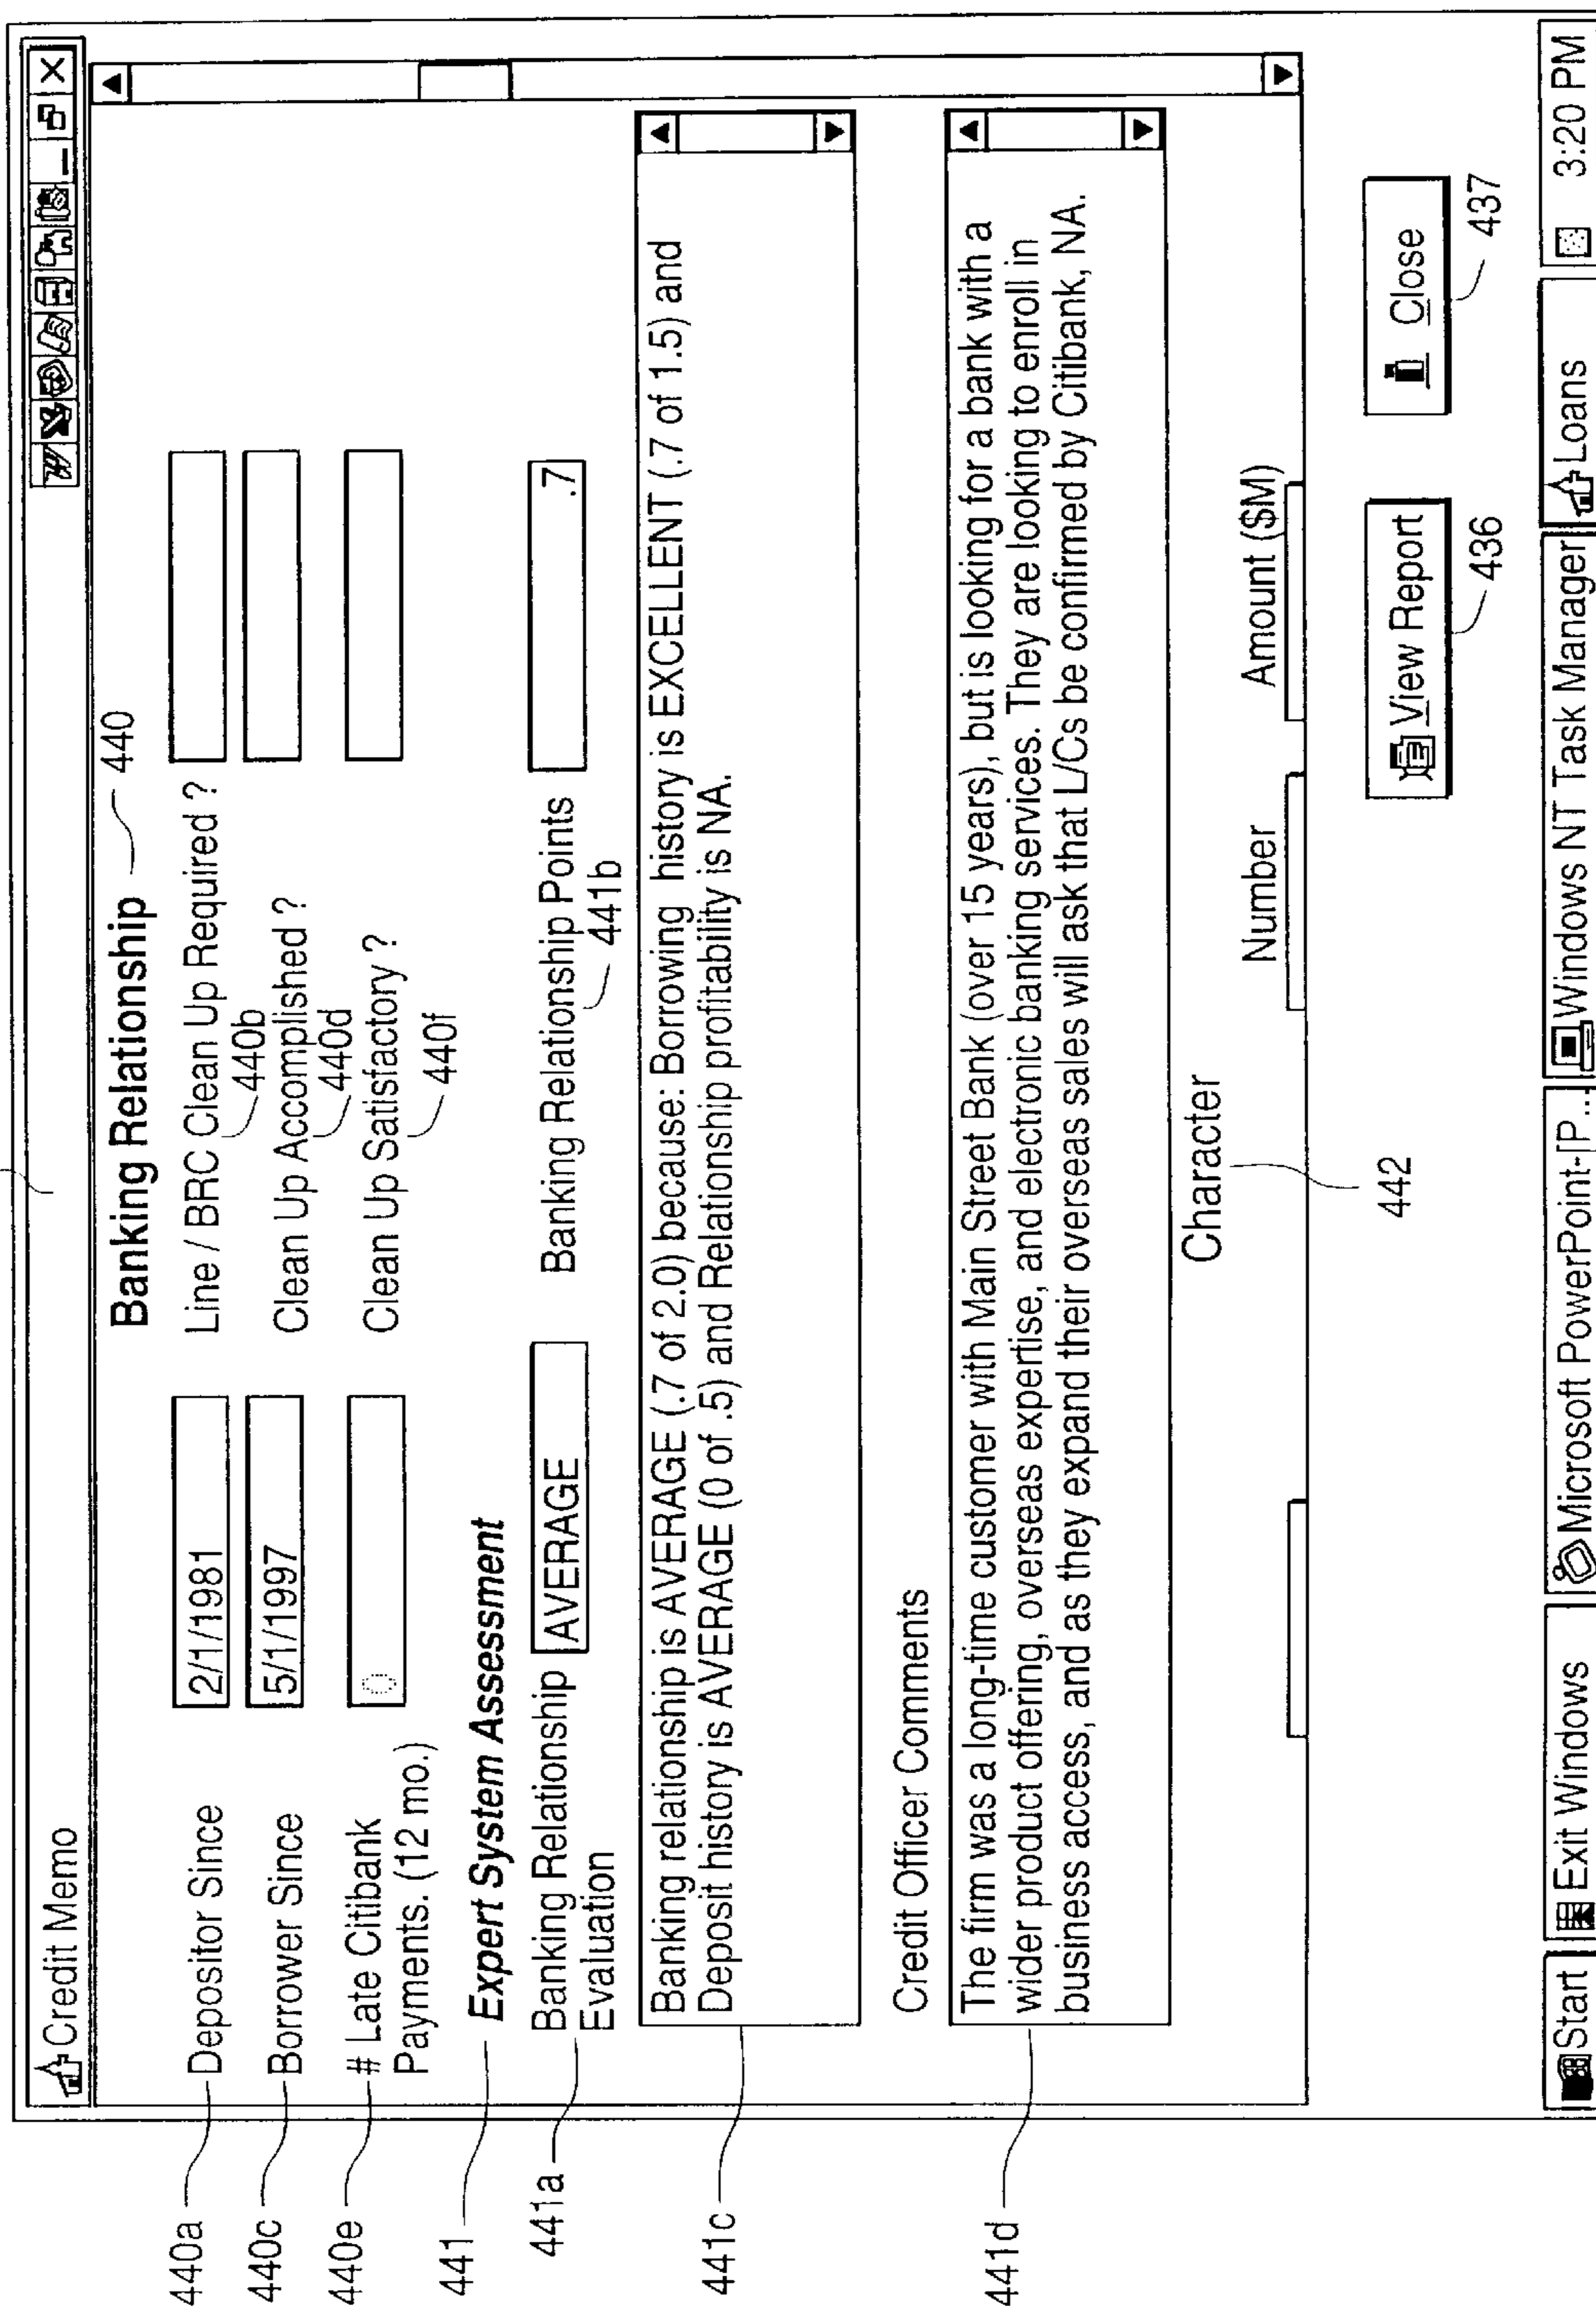 Credit Memo
Banking Relationship
440
440a
Depositor Since
2/1/1981
Line / BRC Clean Up Required ?
440b
440c
Borrower Since
5/1/1997
Clean Up Accomplished ?
440d
440e
# Late Citibank
Payments. (12 mo.)
0
Clean Up Satisfactory ?
440f
441
Expert System Assessment
441a
Banking Relationship
Evaluation
AVERAGE
Banking Relationship Points
.7
441b
441c
Banking relationship is AVERAGE (.7 of 2.0) because: Borrowing history is EXCELLENT (.7 of 1.5) and
Deposit history is AVERAGE (0 of .5) and Relationship profitability is NA.
Credit Officer Comments
441d
The firm was a long-time customer with Main Street Bank (over 15 years), but is looking for a bank with a
wider product offering, overseas expertise, and electronic banking services. They are looking to enroll in
business access, and as they expand their overseas sales will ask that L/Cs be confirmed by Citibank, NA.
Character
442
Number
Amount ($M)
View Report
436
Close
437
Start
Exit Windows
Microsoft PowerPoint-[P...
Windows NT Task Manager
Loans
3:20 PM